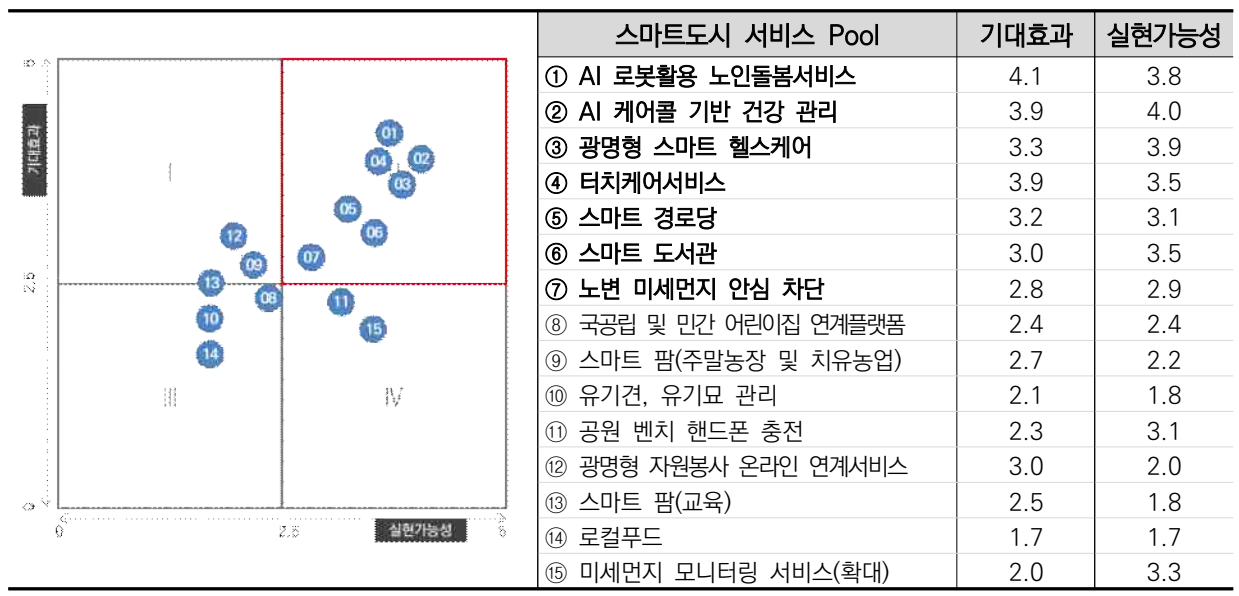 스마트도시 서비스 Pool 기대효과 실현가능성
① AI 로봇활용 노인돌봄서비스 4.1 3.8
② AI 케어콜 기반 건강 관리 3.9 4.0
③ 광명형 스마트 헬스케어 3.3 3.9
④ 터치케어서비스 3.9 3.5
⑤ 스마트 경로당 3.2 3.1
⑥ 스마트 도서관 3.0 3.5
⑦ 노변 미세먼지 안심 차단 2.8 2.9
⑧ 국공립 및 민간 어린이집 연계플랫폼 2.4 2.4
⑨ 스마트 팜(주말농장 및 치유농업) 2.7 2.2
⑩ 유기견, 유기묘 관리 2.1 1.8
⑪ 공원 벤치 핸드폰 충전 2.3 3.1
⑫ 광명형 자원봉사 온라인 연계서비스 3.0 2.0
⑬ 스마트 팜(교육) 2.5 1.8
⑭ 로컬푸드 1.7 1.7
⑮ 미세먼지 모니터링 서비스(확대) 2.0 3.3
5
기대효과
2.5
0
I
III
IV
01
04
02
03
05
06
12
07
09
13
08
11
10
15
14
0
2.5
실현가능성
5